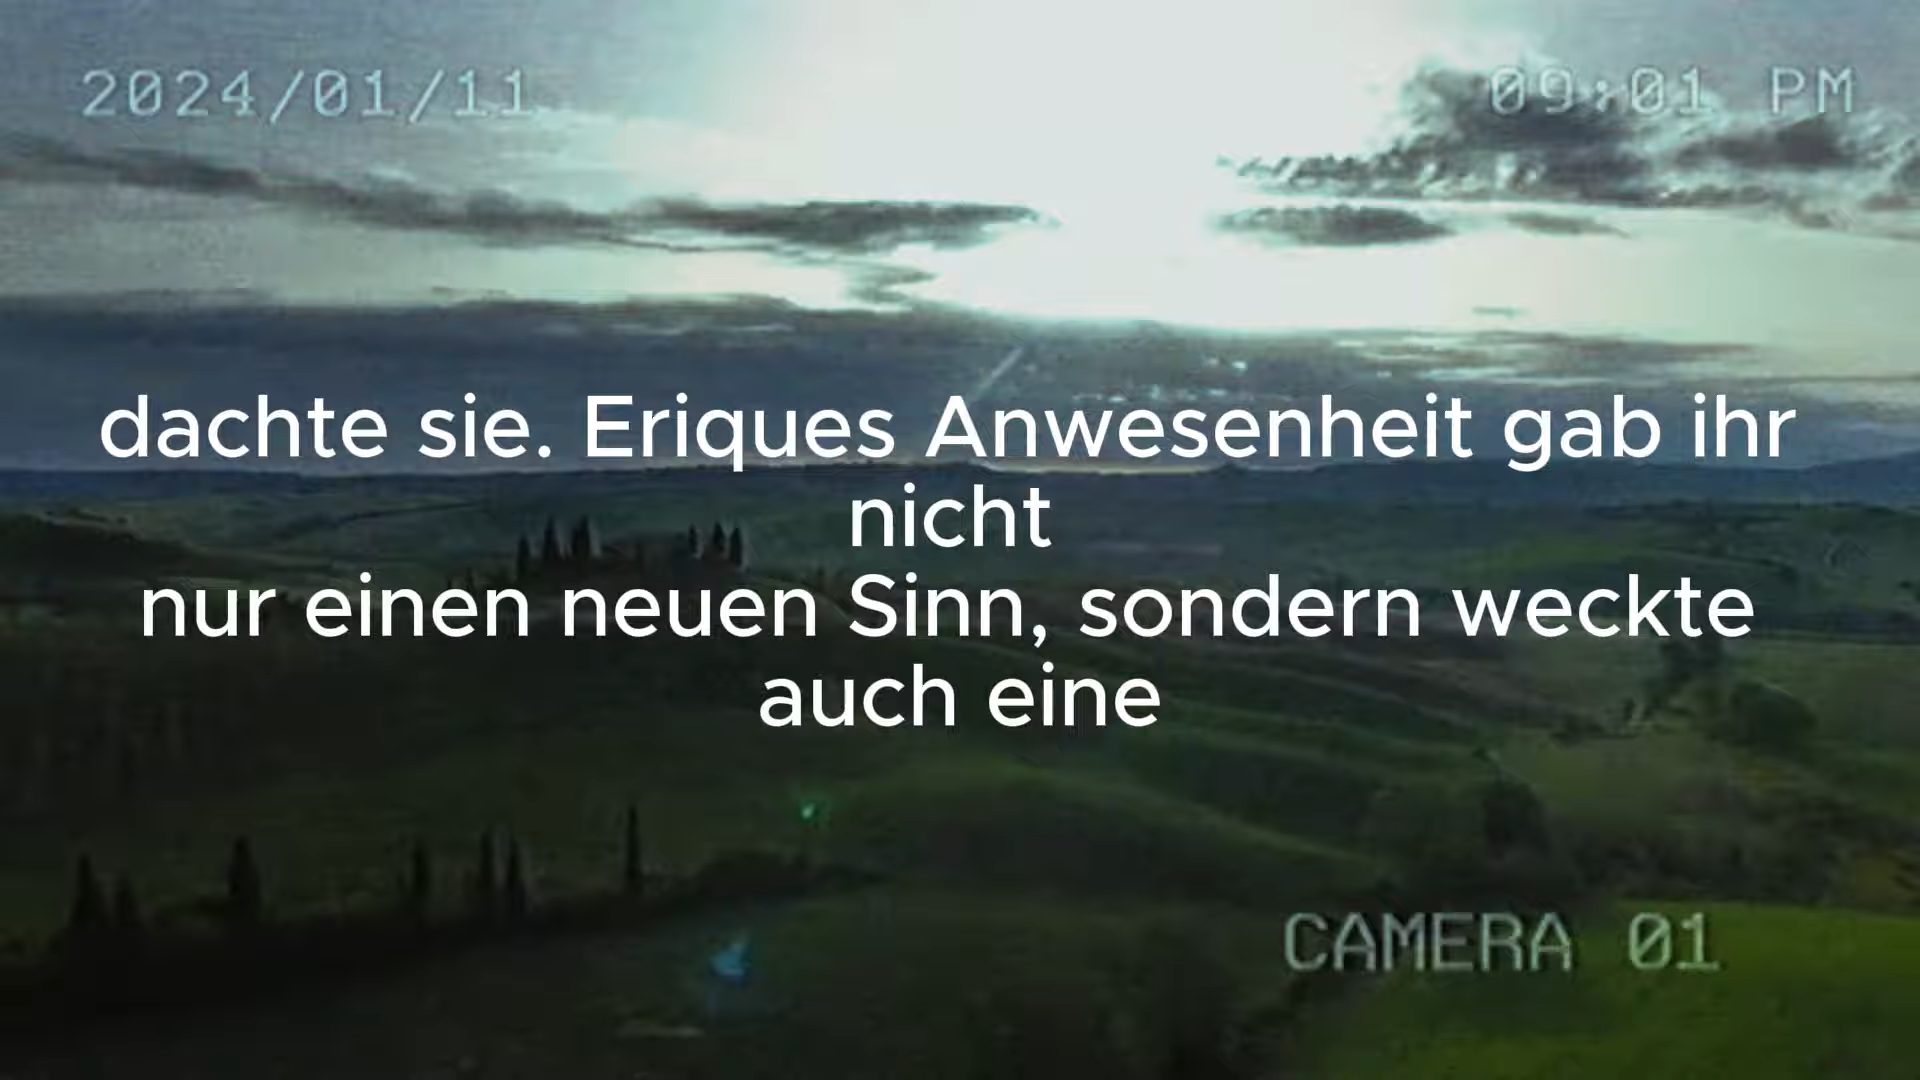 2024/01/11
09:01 PM
dachte sie. Eriques Anwesenheit gab ihr
nicht
nur einen neuen Sinn, sondern weckte
auch eine
CAMERA 01